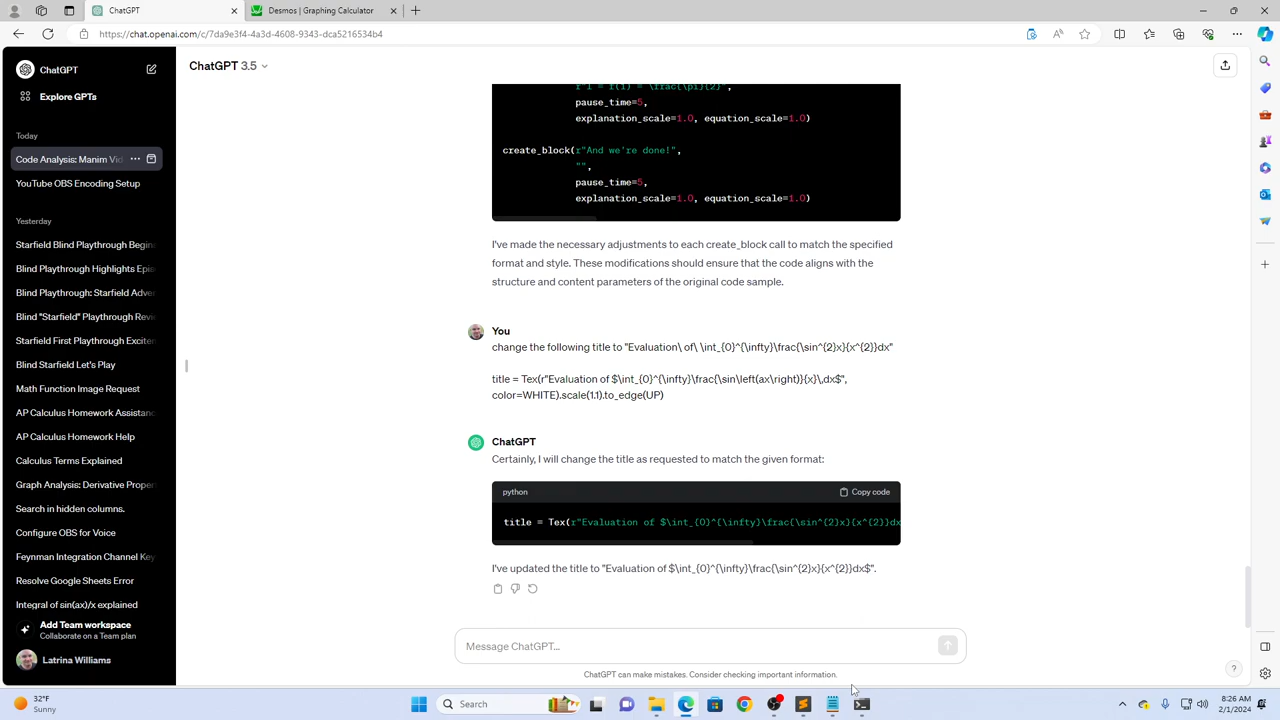 ChatGPT
Desmos | Graphing Calculator
https://chat.openai.com/c/7da9e3f4-4a3d-4608-9343-dca5216534b4
ChatGPT
Explore GPTs
Today
Code Analysis: Manim Vid
YouTube OBS Encoding Setup
Yesterday
Starfield Blind Playthrough Beginn
Blind Playthrough Highlights Epis
Blind Playthrough: Starfield Adver
Blind "Starfield" Playthrough Revie
Starfield First Playthrough Exciten
Blind Starfield Let's Play
Math Function Image Request
AP Calculus Homework Assistanc
AP Calculus Homework Help
Calculus Terms Explained
Graph Analysis: Derivative Proper
Search in hidden columns.
Configure OBS for Voice
Feynman Integration Channel Key
Resolve Google Sheets Error
Integral of sin(ax)/x explained
Add Team workspace
Collaborate on a Team plan
Latrina Williams
ChatGPT 3.5
r"I = f(1) = \frac{\pi}{2}",
pause_time=5,
explanation_scale=1.0, equation_scale=1.0)
create_block(r"And we're done!",
"",
pause_time=5,
explanation_scale=1.0, equation_scale=1.0)
I've made the necessary adjustments to each create_block call to match the specified
format and style. These modifications should ensure that the code aligns with the
structure and content parameters of the original code sample.
You
change the following title to "Evaluation\ of\ \int_{0}^{\infty}\frac{\sin^{2}x}{x^{2}}dx"
title = Tex(r"Evaluation of $\int_{0}^{\infty}\frac{\sin\left(ax\right)}{x}\,dx$",
color=WHITE).scale(1.1).to_edge(UP)
ChatGPT
Certainly, I will change the title as requested to match the given format:
python
Copy code
title = Tex(r"Evaluation of $\int_{0}^{\infty}\frac{\sin^{2}x}{x^{2}}dx
I've updated the title to "Evaluation of $\int_{0}^{\infty}\frac{\sin^{2}x}{x^{2}}dx$".
Message ChatGPT...
ChatGPT can make mistakes. Consider checking important information.
?
32°F
Sunny
Search
8:26 AM
2/1/2024